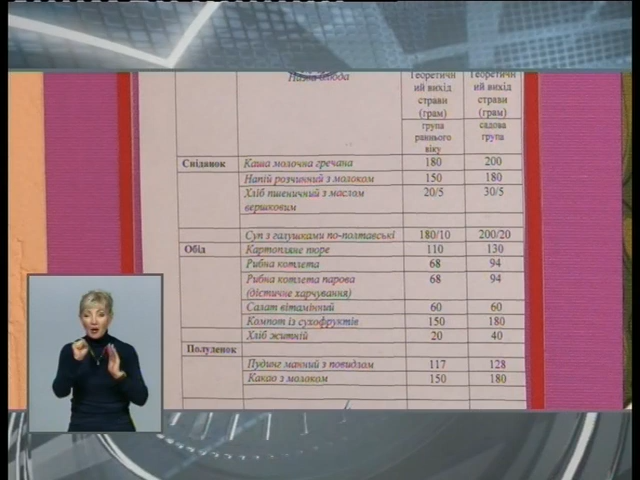 Назва блюда
Теоретичн
ий вихід
страви
(грам)
Теоретичн
ий вихід
страви
(грам)
група
раннього
віку
садова
група
Сніданок Каша молочна гречана 180 200
Напій розчинний з молоком 150 180
Хліб пшеничний з маслом 20/5 30/5
вершковим
Суп з галушками по-полтавські 180/10 200/20
Обід Картопляне пюре 110 130
Рибна котлета 68 94
Рибна котлета парова 68 94
(дієтичне харчування)
Салат вітамінний 60 60
Компот із сухофруктів 150 180
Хліб житній 20 40
Полуденок
Пудинг манний з повидлом 117 128
Какао з молоком 150 180